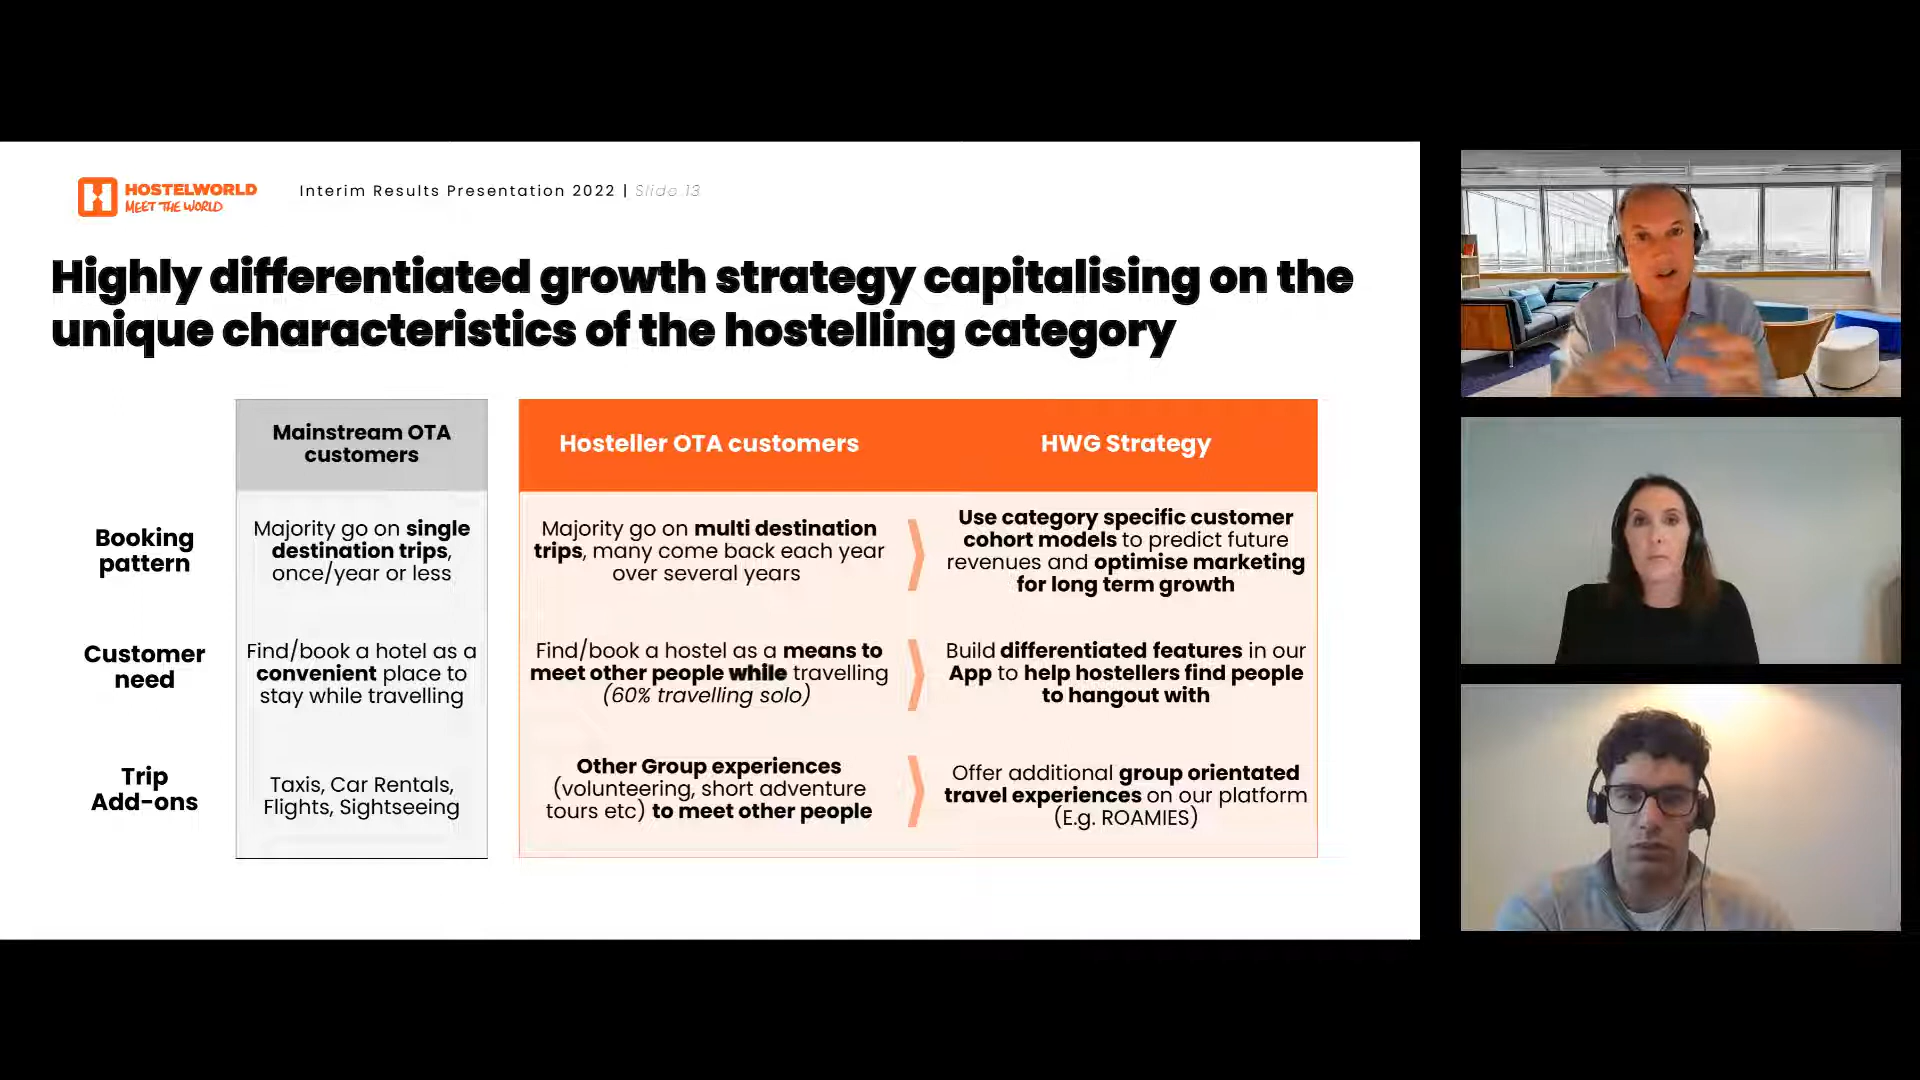 HOSTELWORLD
MEET THE WORLD
Interim Results Presentation 2022 | Slide 13
Highly differentiated growth strategy capitalising on the
unique characteristics of the hostelling category
Mainstream OTA
customers
Hosteller OTA customers
HWG Strategy
Booking
pattern
Majority go on single
destination trips,
once/year or less
Majority go on multi destination
trips, many come back each year
over several years
Use category specific customer
cohort models to predict future
revenues and optimise marketing
for long term growth
Customer
need
Find/book a hotel as a
convenient place to
stay while travelling
Find/book a hostel as a means to
meet other people while travelling
(60% travelling solo)
Build differentiated features in our
App to help hostellers find people
to hangout with
Trip
Add-ons
Taxis, Car Rentals,
Flights, Sightseeing
Other Group experiences
(volunteering, short adventure
tours etc) to meet other people
Offer additional group orientated
travel experiences on our platform
(E.g. ROAMIES)